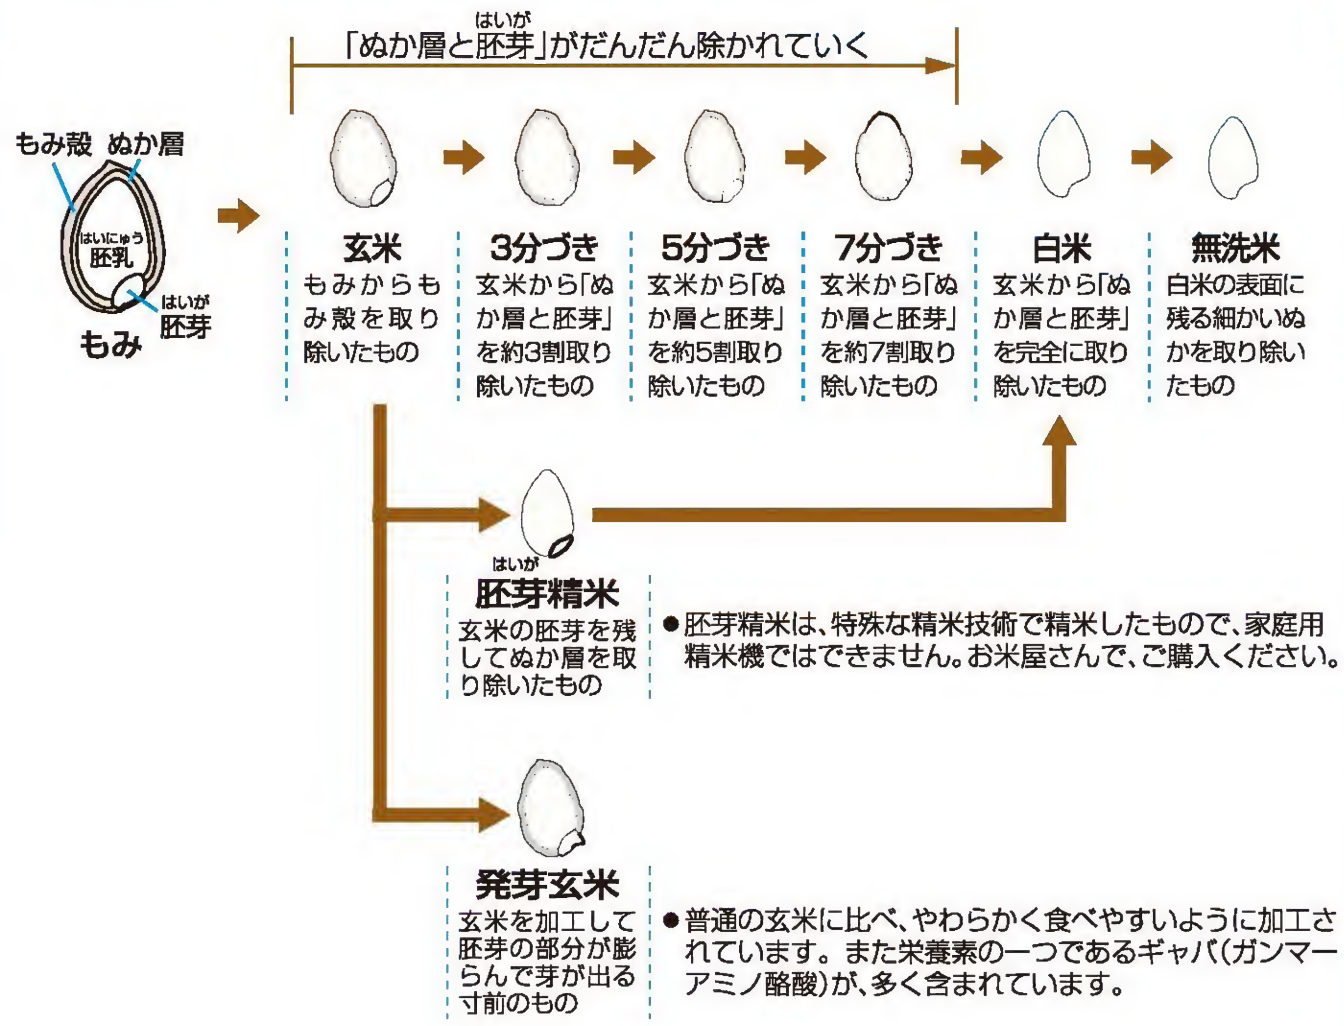 はいが
「ぬか層と胚芽」がだんだん除かれていく
もみ殻 ぬか層
はいにゅう
胚乳
はいが
胚芽
もみ
玄米
もみからも
み殻を取り
除いたもの
3分づき
玄米から「ぬ
か層と胚芽」
を約3割取り
除いたもの
5分づき
玄米から「ぬ
か層と胚芽」
を約5割取り
除いたもの
7分づき
玄米から「ぬ
か層と胚芽」
を約7割取り
除いたもの
白米
玄米から「ぬ
か層と胚芽」
を完全に取り
除いたもの
無洗米
白米の表面に
残る細かいぬ
かを取り除い
たもの
はいが
胚芽精米
玄米の胚芽を残
してぬか層を取
り除いたもの
●胚芽精米は、特殊な精米技術で精米したもので、家庭用
精米機ではできません。お米屋さんで、ご購入ください。
発芽玄米
玄米を加工して
胚芽の部分が膨
らんで芽が出る
寸前のもの
●普通の玄米に比べ、やわらかく食べやすいように加工さ
れています。また栄養素の一つであるギャバ(ガンマー
アミノ酪酸)が、多く含まれています。